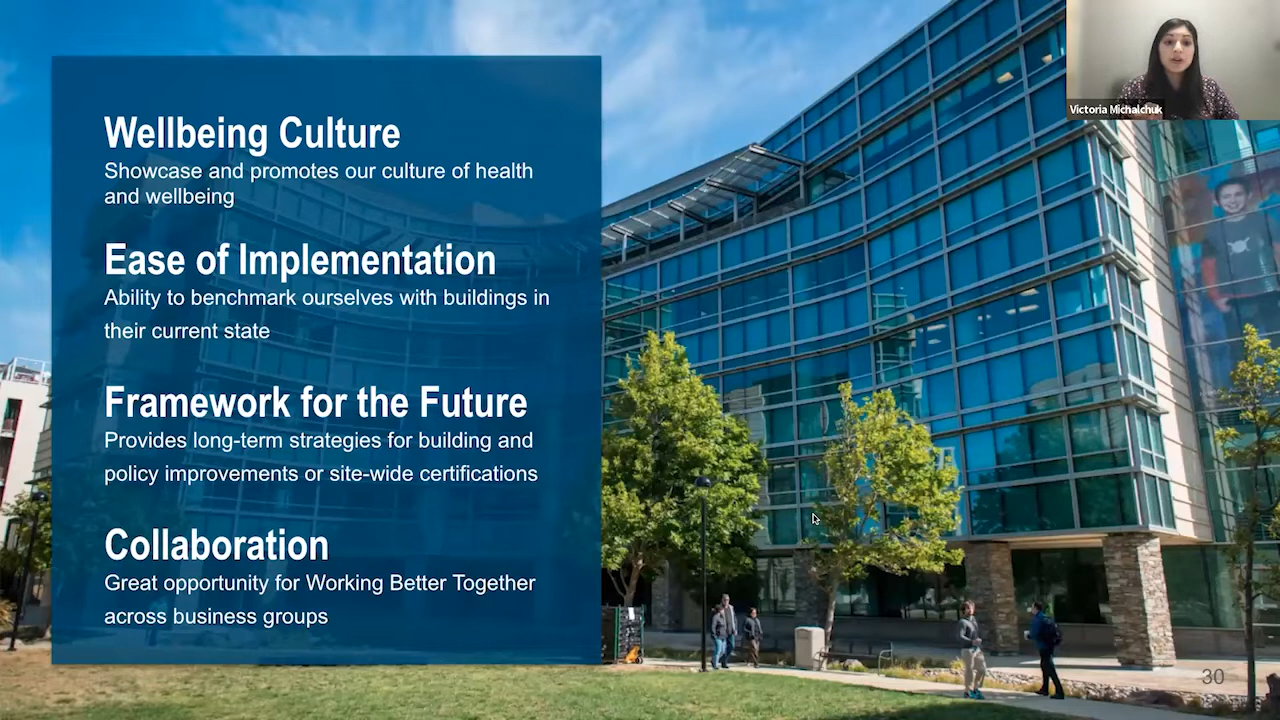 Wellbeing Culture
Showcase and promotes our culture of health
and wellbeing
Ease of Implementation
Ability to benchmark ourselves with buildings in
their current state
Framework for the Future
Provides long-term strategies for building and
policy improvements or site-wide certifications
Collaboration
Great opportunity for Working Better Together
across business groups
Victoria Michalchuk
30